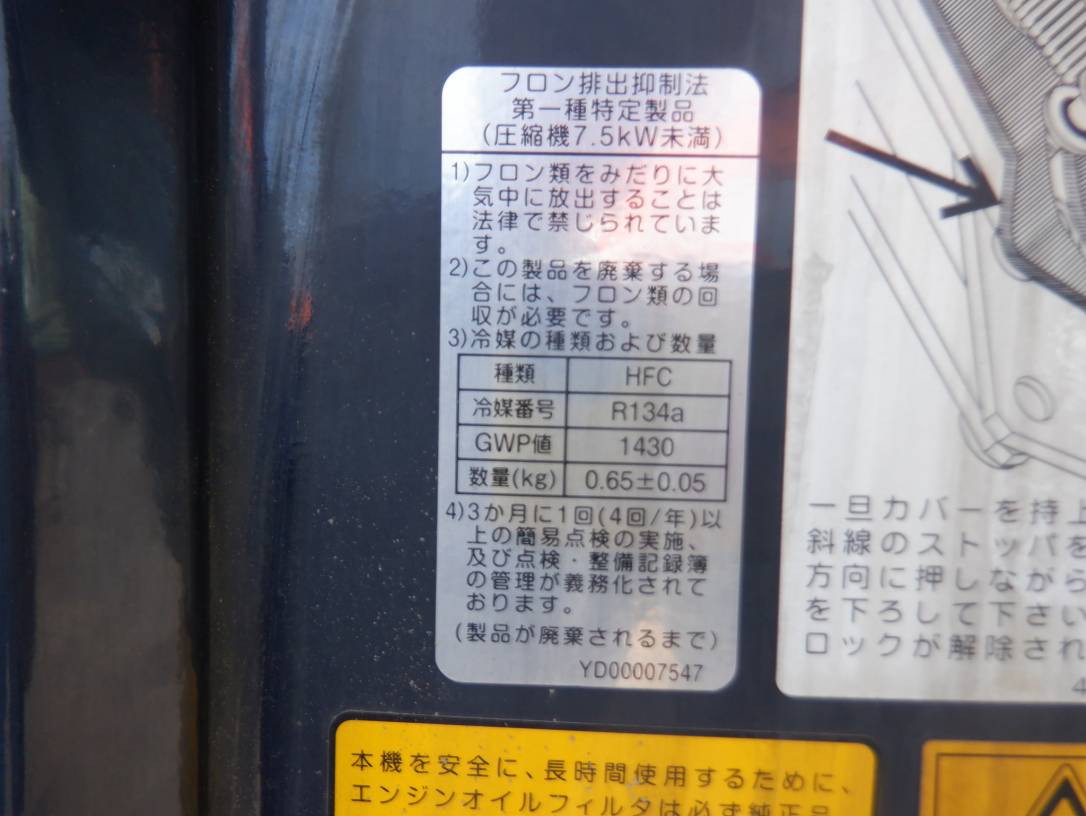 フロン排出抑制法
第一種特定製品
(圧縮機7.5kW未満)
1)フロン類をみだりに大
気中に放出することは
法律で禁じられていま
す。
2)この製品を廃棄する場
合には、フロン類の回
収が必要です。
3)冷媒の種類および数量
種類 HFC
冷媒番号 R134a
GWP値 1430
数量(kg) 0.65±0.05
4)3か月に1回(4回/年)以
上の簡易点検の実施、
及び点検・整備記録簿
の管理が義務化されて
おります。
(製品が廃棄されるまで)
YD00007547
一旦カバーを持上
斜線のストッパを
方向に押しながら
を下ろして下さい
ロックが解除され
4
本機を安全に、長時間使用するために、
エンジンオイルフィルタは必ず純正品